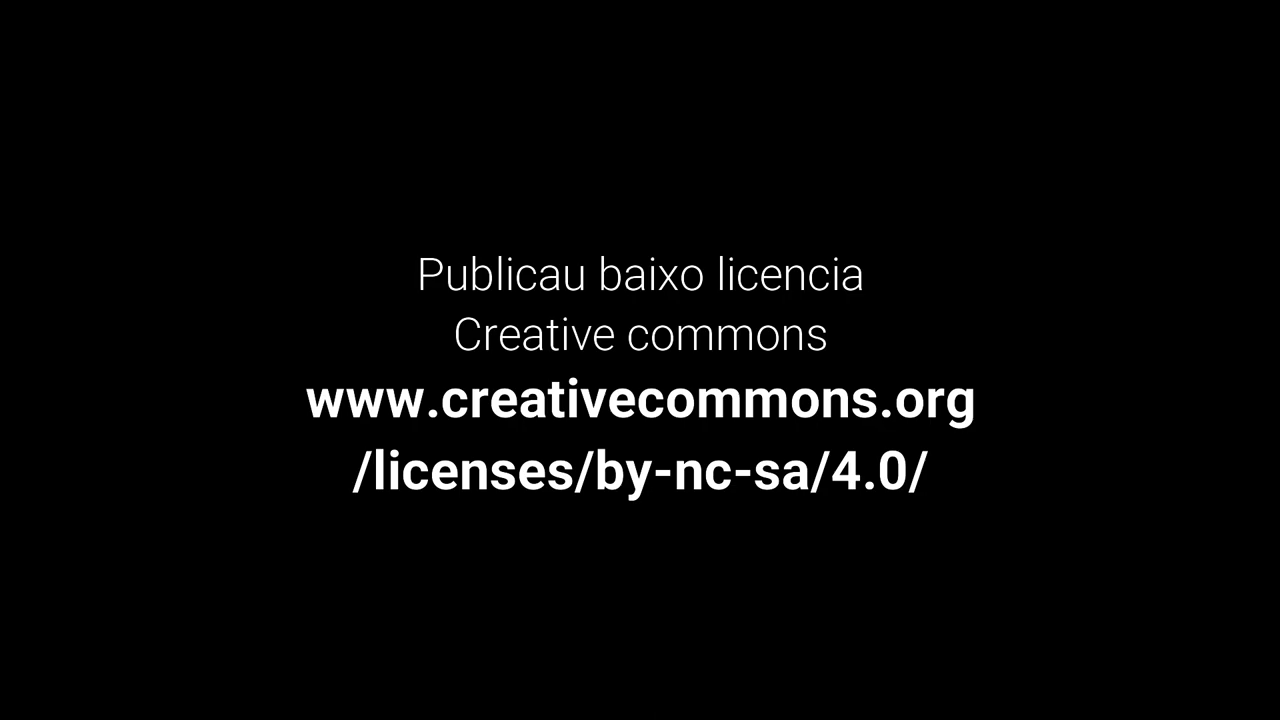 Publicau baixo licencia
Creative commons
www.creativecommons.org
/licenses/by-nc-sa/4.0/